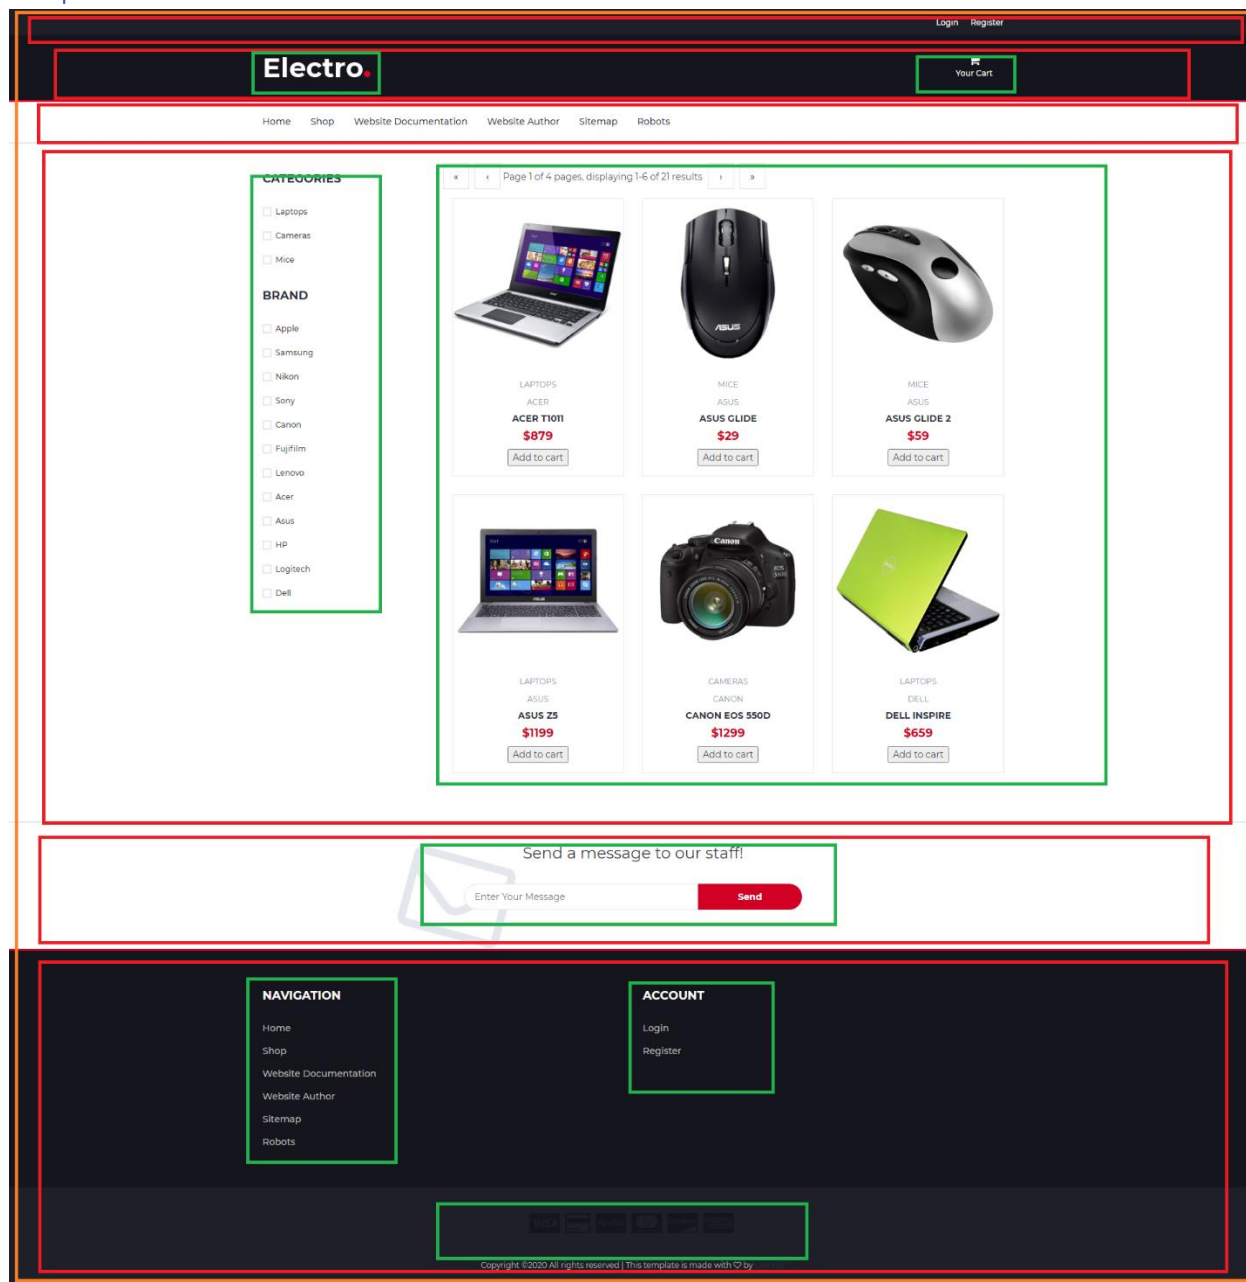 Login Register
Electro.
Your Cart
Home Shop Website Documentation Website Author Sitemap Robots
CATEGORIES
Laptops
Cameras
Mice
BRAND
Apple
Samsung
Nikon
Sony
Canon
Fujifilm
Lenovo
Acer
Asus
HP
Logitech
Dell
« ‹ Page 1 of 4 pages, displaying 1-6 of 21 results › »
LAPTOPS
ACER
ACER T1011
$879
Add to cart
ASUS
MICE
ASUS
ASUS GLIDE
$29
Add to cart
MICE
ASUS
ASUS GLIDE 2
$59
Add to cart
LAPTOPS
ASUS
ASUS Z5
$1199
Add to cart
Canon
EOS
CAMERAS
CANON
CANON EOS 550D
$1299
Add to cart
LAPTOPS
DELL
DELL INSPIRE
$659
Add to cart
Send a message to our staff!
Enter Your Message Send
NAVIGATION
Home
Shop
Website Documentation
Website Author
Sitemap
Robots
ACCOUNT
Login
Register
VISA
Copyright ©2020 All rights reserved | This template is made with ♡ by